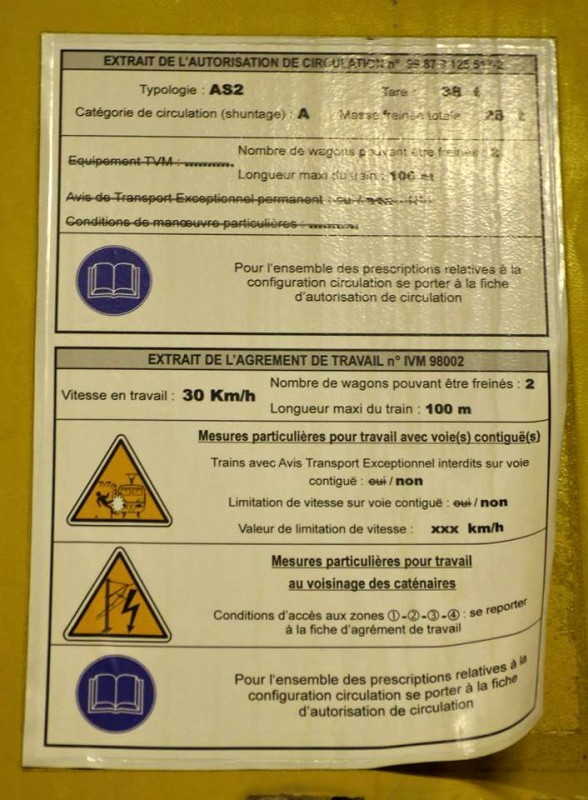 EXTRAIT DE L'AUTORISATION DE CIRCULATION n° 99 87
Typologie : AS2 Tare : 38 t
Catégorie de circulation (shuntage) : A Masse freinée totale : 28 t
Equipement TVM : ........... Nombre de wagons pouvant être freinés : 2
Longueur maxi du train : 100 m
Avis de Transport Exceptionnel permanent :
Conditions de manœuvre particulières : ...........
Pour l'ensemble des prescriptions relatives à la
configuration circulation se porter à la fiche
d'autorisation de circulation
EXTRAIT DE L'AGREMENT DE TRAVAIL n° IVM 98002
Vitesse en travail : 30 Km/h Nombre de wagons pouvant être freinés : 2
Longueur maxi du train : 100 m
Mesures particulières pour travail avec voie(s) contiguë(s)
Trains avec Avis Transport Exceptionnel interdits sur voie
contiguë : oui / non
Limitation de vitesse sur voie contiguë : oui / non
Valeur de limitation de vitesse : xxx km/h
Mesures particulières pour travail
au voisinage des caténaires
Conditions d'accès aux zones ①-②-③-④ : se reporter
à la fiche d'agrément de travail
Pour l'ensemble des prescriptions relatives à la
configuration circulation se porter à la fiche
d'autorisation de circulation